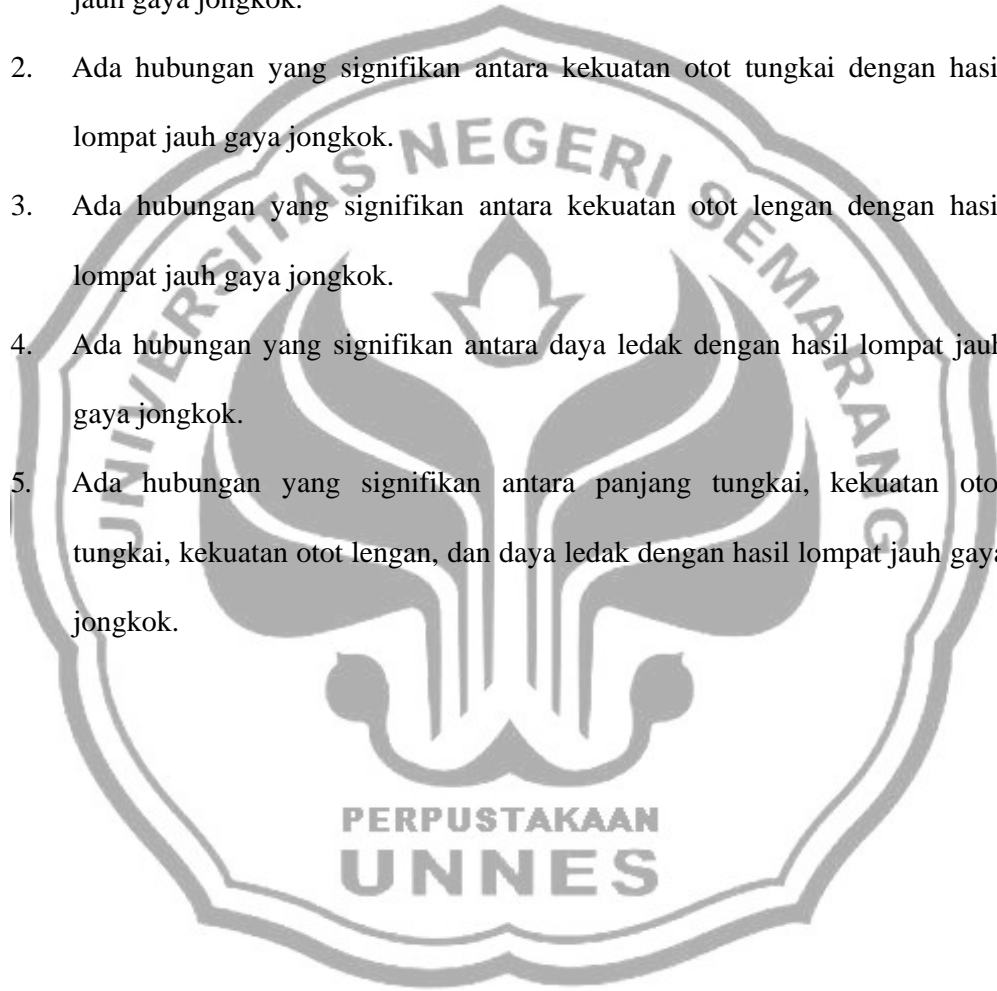 jauh gaya jongkok.
2. Ada hubungan yang signifikan antara kekuatan otot tungkai dengan hasi
lompat jauh gaya jongkok.
3. Ada hubungan yang signifikan antara kekuatan otot lengan dengan hasi
lompat jauh gaya jongkok.
4. Ada hubungan yang signifikan antara daya ledak dengan hasil lompat jauh
gaya jongkok.
5. Ada hubungan yang signifikan antara panjang tungkai, kekuatan oto
tungkai, kekuatan otot lengan, dan daya ledak dengan hasil lompat jauh gaya
jongkok.
UNIVERSITAS NEGERI SEMARANG
PERPUSTAKAAN
UNNES